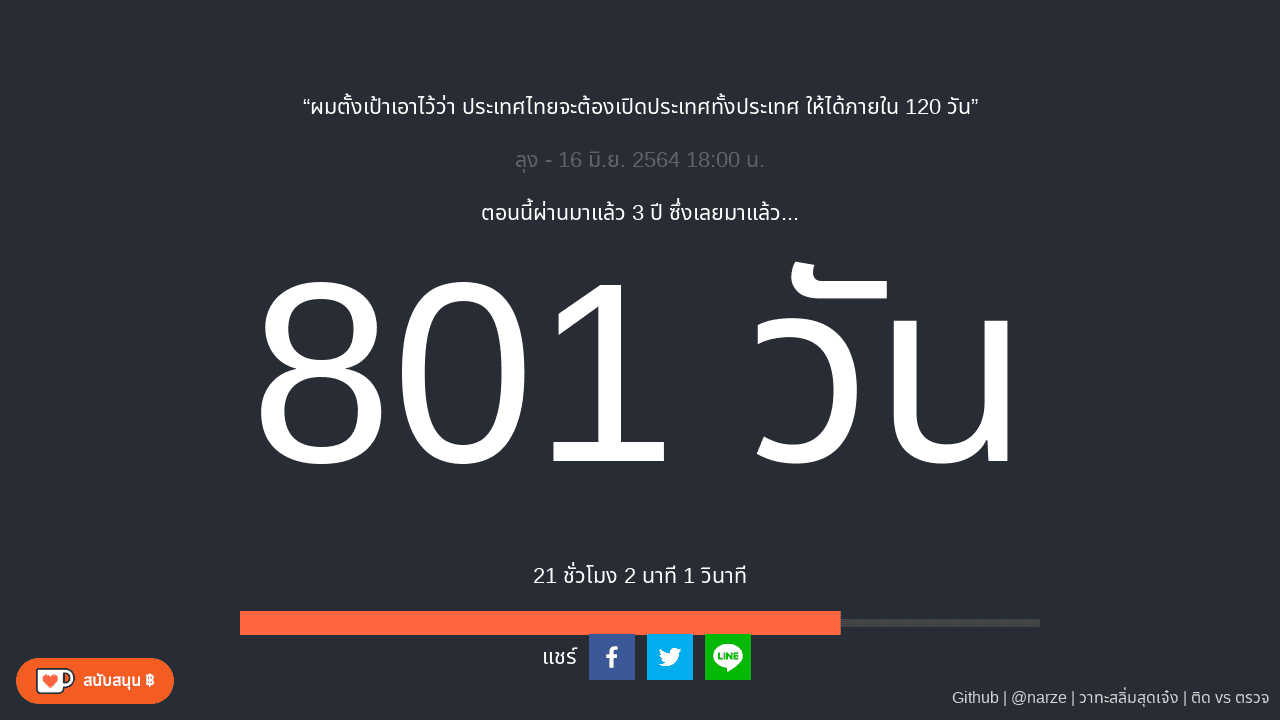 “ผมตั้งเป้าเอาไว้ว่า ประเทศไทยจะต้องเปิดประเทศทั้งประเทศ ให้ได้ภายใน 120 วัน”
ลุง - 16 มิ.ย. 2564 18:00 น.
ตอนนี้ผ่านมาแล้ว 3 ปี ซึ่งเลยมาแล้ว...
801 วัน
21 ชั่วโมง 2 นาที 1 วินาที
แชร์
LINE
สนับสนุน ฿
Github | @narze | วาทะสลิ่มสุดเจ๋ง | ติด vs ตรวจ